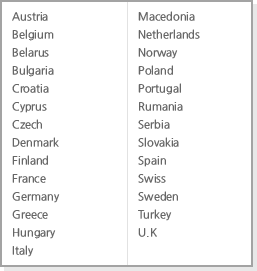 Austria
Belgium
Belarus
Bulgaria
Croatia
Cyprus
Czech
Denmark
Finland
France
Germany
Greece
Hungary
Italy
Macedonia
Netherlands
Norway
Poland
Portugal
Rumania
Serbia
Slovakia
Spain
Swiss
Sweden
Turkey
U.K